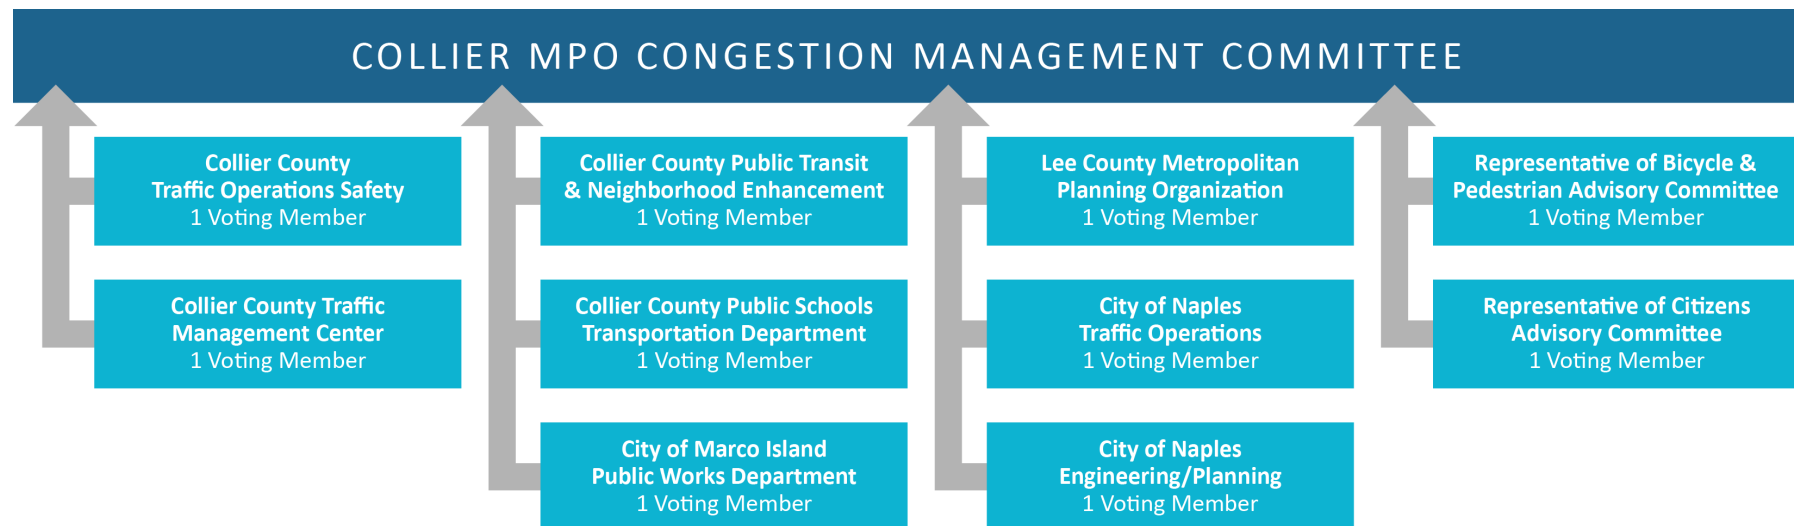 COLLIER MPO CONGESTION MANAGEMENT COMMITTEE
Collier County
Traffic Operations Safety
1 Voting Member
Collier County Traffic
Management Center
1 Voting Member
Collier County Public Transit
& Neighborhood Enhancement
1 Voting Member
Collier County Public Schools
Transportation Department
1 Voting Member
City of Marco Island
Public Works Department
1 Voting Member
Lee County Metropolitan
Planning Organization
1 Voting Member
City of Naples
Traffic Operations
1 Voting Member
City of Naples
Engineering/Planning
1 Voting Member
Representative of Bicycle &
Pedestrian Advisory Committee
1 Voting Member
Representative of Citizens
Advisory Committee
1 Voting Member